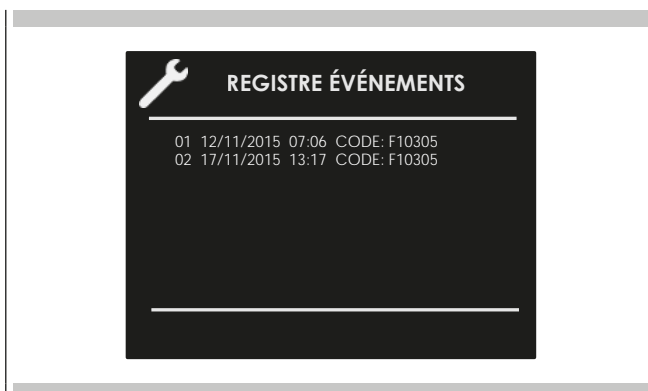 REGISTRE ÉVÉNEMENTS
01 12/11/2015 07:06 CODE: F10305
02 17/11/2015 13:17 CODE: F10305